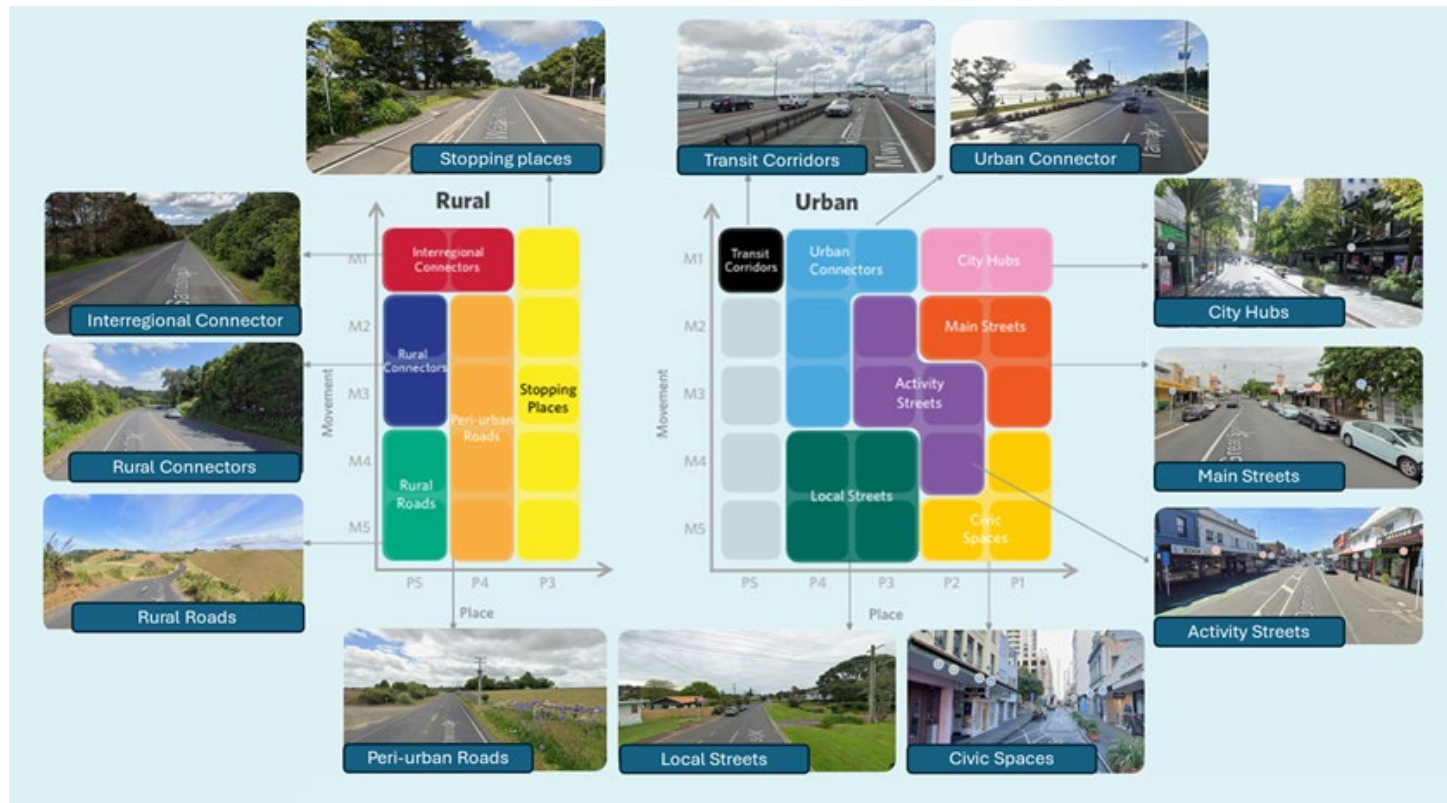 Stopping places
Transit Corridors
Urban Connector
Mwy
Interregional Connector
Rural Connectors
Rural Roads
Rural
Movement
M1
M2
M3
M4
M5
Interregional
Connectors
Rural
Connectors
Peri-urban
Roads
Stopping
Places
Rural
Roads
P5
P4
P3
Place
Urban
Movement
M1
M2
M3
M4
M5
Transit
Corridors
Urban
Connectors
City Hubs
Main Streets
Activity
Streets
Local Streets
Civic
Spaces
P5
P4
P3
P2
P1
Place
City Hubs
Main Streets
Activity Streets
Peri-urban Roads
Local Streets
Civic Spaces